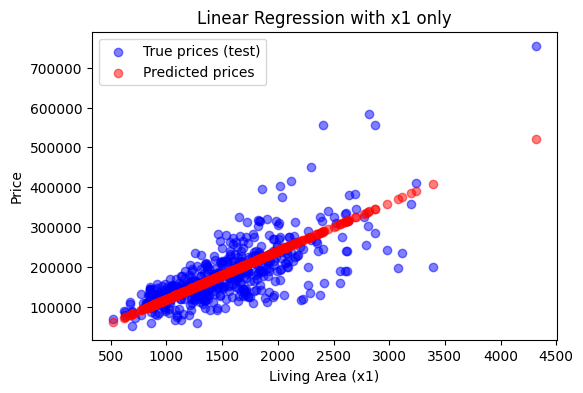 Linear Regression with x1 only
True prices (test)
Predicted prices
Price
700000
600000
500000
400000
300000
200000
100000
500 1000 1500 2000 2500 3000 3500 4000 4500
Living Area (x1)